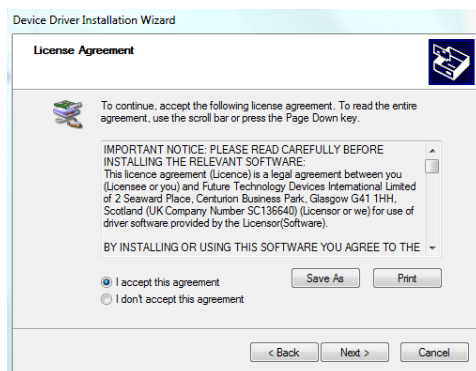 Device Driver Installation Wizard
License Agreement
To continue, accept the following license agreement. To read the entire
agreement, use the scroll bar or press the Page Down key.
IMPORTANT NOTICE: PLEASE READ CAREFULLY BEFORE
INSTALLING THE RELEVANT SOFTWARE:
This licence agreement (Licence) is a legal agreement between you
(Licensee or you) and Future Technology Devices International Limited
of 2 Seaward Place, Centurion Business Park, Glasgow G41 1HH,
Scotland (UK Company Number SC136640) (Licensor or we) for use of
driver software provided by the Licensor(Software).
BY INSTALLING OR USING THIS SOFTWARE YOU AGREE TO THE
I accept this agreement
Save As
Print
I don't accept this agreement
< Back
Next >
Cancel